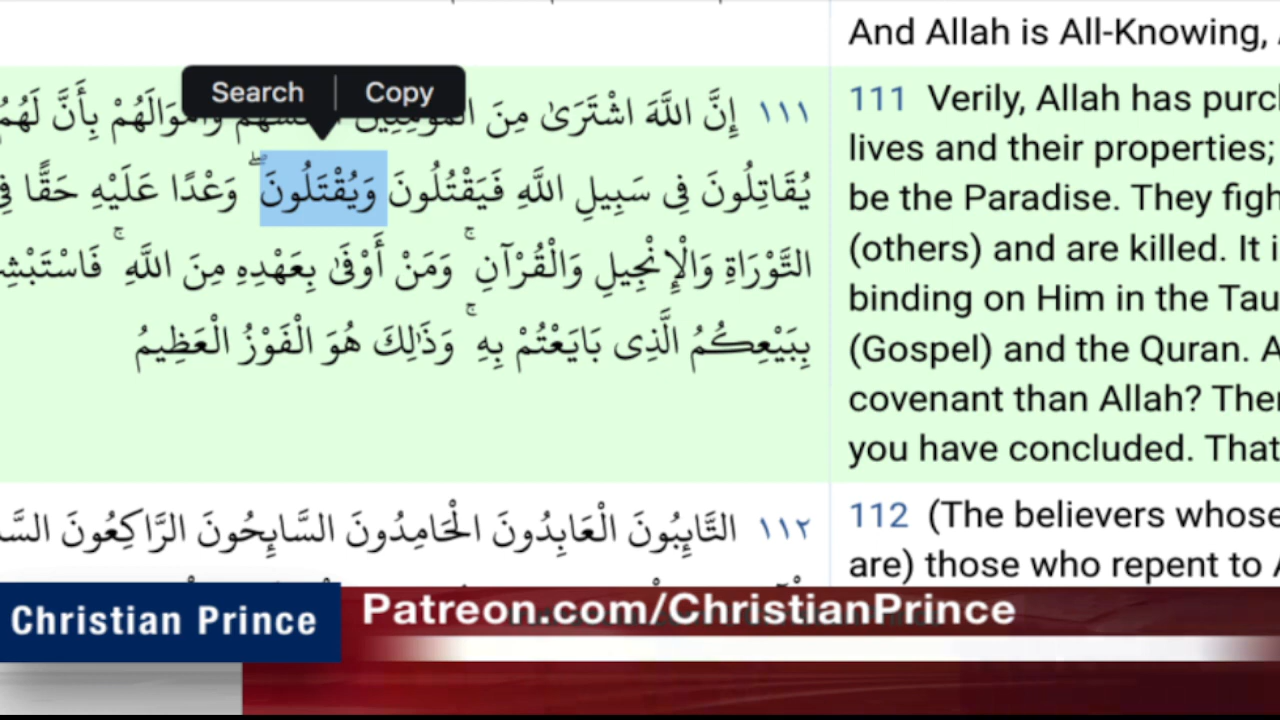 And Allah is All-Knowing,
Search
Copy
١١١ إِنَّ اللَّهَ اشْتَرَىٰ مِنَ بِأَنَّ لَهُمُ
يُقَاتِلُونَ فِى سَبِيلِ اللَّهِ فَيَقْتُلُونَ وَيُقْتَلُونَ ۖ وَعْدًا عَلَيْهِ حَقًّا فِى
التَّوْرَاةِ وَالْإِنْجِيلِ وَالْقُرْآنِ ۚ وَمَنْ أَوْفَىٰ بِعَهْدِهِ مِنَ اللَّهِ ۚ
بِبَيْعِكُمُ الَّذِى بَايَعْتُمْ بِهِ ۚ وَذَٰلِكَ هُوَ الْفَوْزُ الْعَظِيمُ
111 Verily, Allah has purc
lives and their properties;
be the Paradise. They figh
(others) and are killed. It i
binding on Him in the Tau
(Gospel) and the Quran. A
covenant than Allah? The
you have concluded. That
١١٢ التَّائِبُونَ الْعَابِدُونَ الْحَامِدُونَ السَّائِحُونَ الرَّاكِعُونَ
112 (The believers whose
are) those who repent to A
Christian Prince
Patreon.com/ChristianPrince